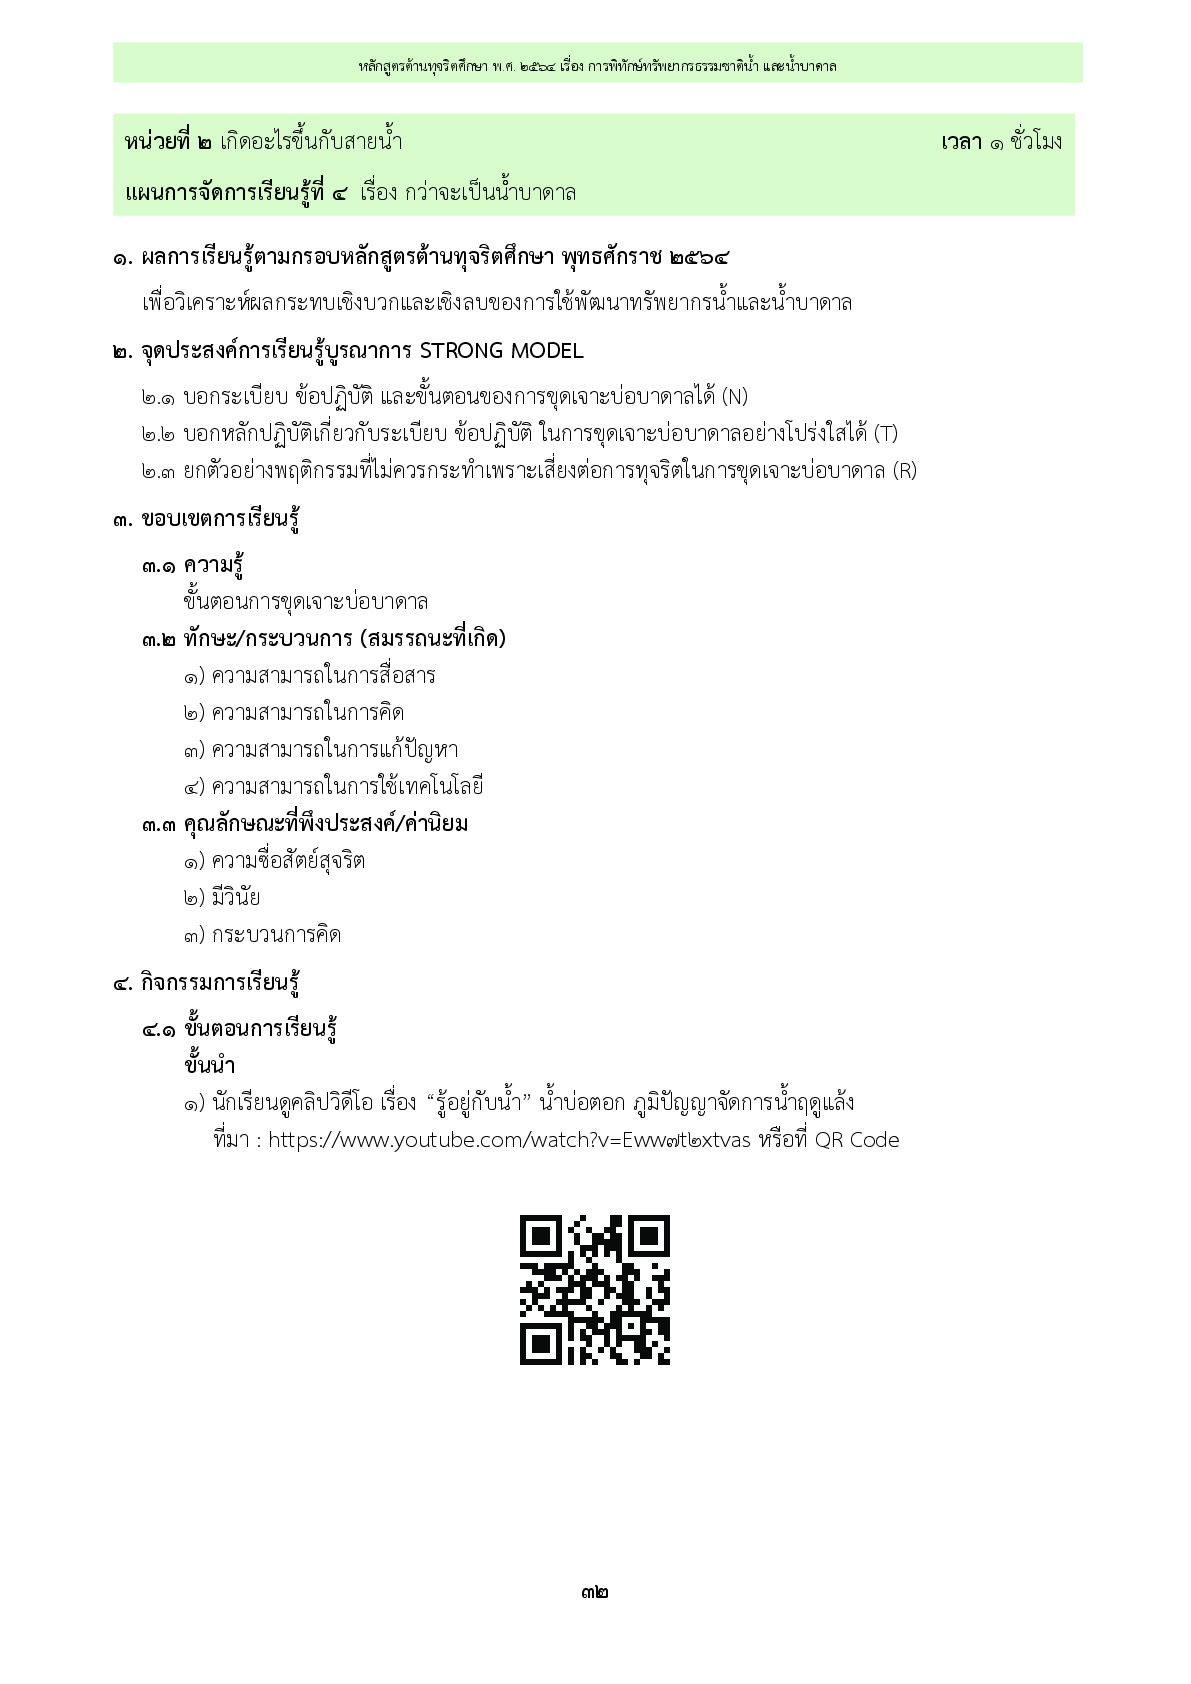 หลักสูตรต้านทุจริตศึกษา พ.ศ. ๒๕๖๔ เรื่อง การพิทักษ์ทรัพยากรธรรมชาติน้ำ และน้ำบาดาล
หน่วยที่ ๒ เกิดอะไรขึ้นกับสายน้ำ เวลา ๑ ชั่วโมง
แผนการจัดการเรียนรู้ที่ ๔ เรื่อง กว่าจะเป็นน้ำบาดาล
๑. ผลการเรียนรู้ตามกรอบหลักสูตรต้านทุจริตศึกษา พุทธศักราช ๒๕๖๔
เพื่อวิเคราะห์ผลกระทบเชิงบวกและเชิงลบของการใช้พัฒนาทรัพยากรน้ำและน้ำบาดาล
๒. จุดประสงค์การเรียนรู้บูรณาการ STRONG MODEL
๒.๑ บอกระเบียบ ข้อปฏิบัติ และขั้นตอนของการขุดเจาะบ่อบาดาลได้ (N)
๒.๒ บอกหลักปฏิบัติเกี่ยวกับระเบียบ ข้อปฏิบัติ ในการขุดเจาะบ่อบาดาลอย่างโปร่งใสได้ (T)
๒.๓ ยกตัวอย่างพฤติกรรมที่ไม่ควรกระทำเพราะเสี่ยงต่อการทุจริตในการขุดเจาะบ่อบาดาล (R)
๓. ขอบเขตการเรียนรู้
๓.๑ ความรู้
ขั้นตอนการขุดเจาะบ่อบาดาล
๓.๒ ทักษะ/กระบวนการ (สมรรถนะที่เกิด)
๑) ความสามารถในการสื่อสาร
๒) ความสามารถในการคิด
๓) ความสามารถในการแก้ปัญหา
๔) ความสามารถในการใช้เทคโนโลยี
๓.๓ คุณลักษณะที่พึงประสงค์/ค่านิยม
๑) ความซื่อสัตย์สุจริต
๒) มีวินัย
๓) กระบวนการคิด
๔. กิจกรรมการเรียนรู้
๔.๑ ขั้นตอนการเรียนรู้
ขั้นนำ
๑) นักเรียนดูคลิปวิดีโอ เรื่อง “รู้อยู่กับน้ำ” น้ำบ่อตอก ภูมิปัญญาจัดการน้ำฤดูแล้ง
ที่มา : https://www.youtube.com/watch?v=Eww๗t๒xtvas หรือที่ QR Code
๓๒